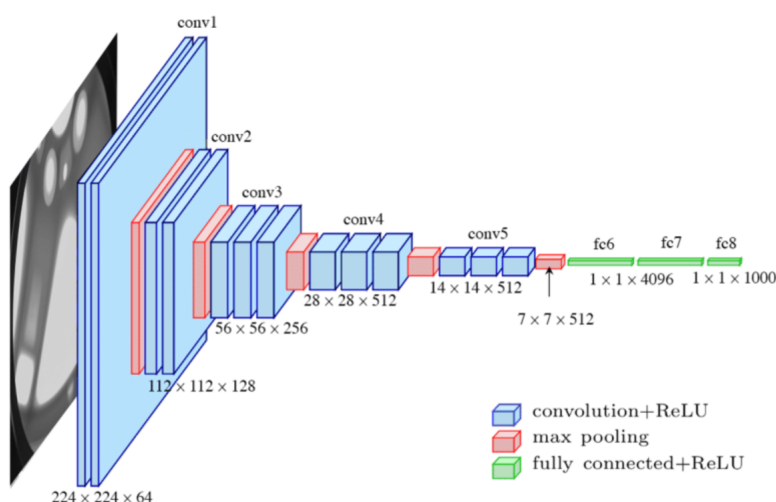 conv1
conv2
conv3
conv4
conv5
fc6
fc7
fc8
1 × 1 × 4096
1 × 1 × 1000
14 × 14 × 512
28 × 28 × 512
7 × 7 × 512
56 × 56 × 256
112 × 112 × 128
224 × 224 × 64
convolution+ReLU
max pooling
fully connected+ReLU